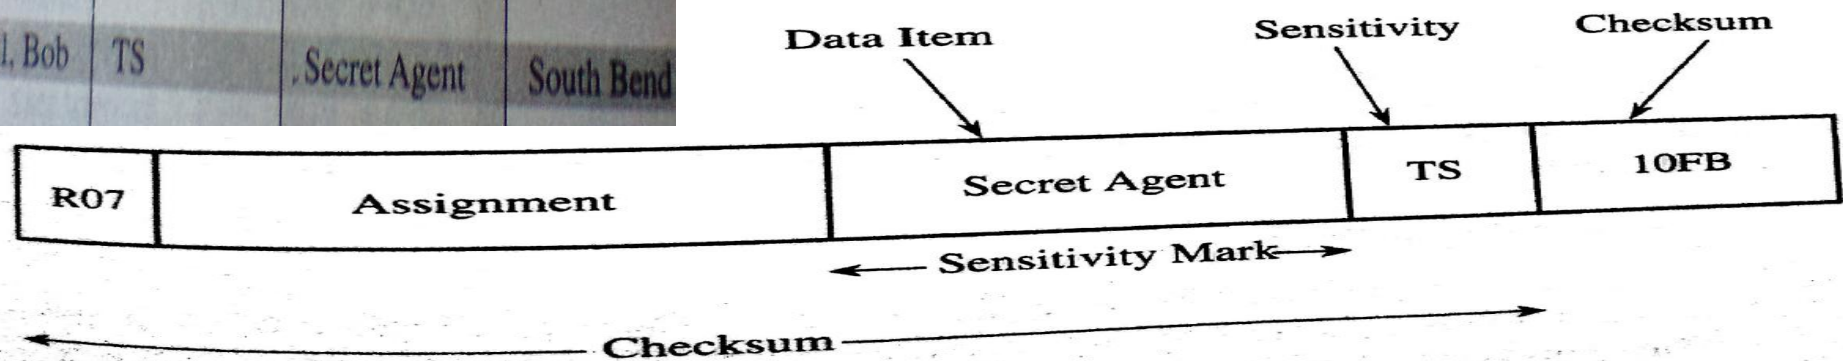 l, Bob TS . Secret Agent South Bend
Data Item Sensitivity Checksum
R07 Assignment Secret Agent TS 10FB
Sensitivity Mark
Checksum